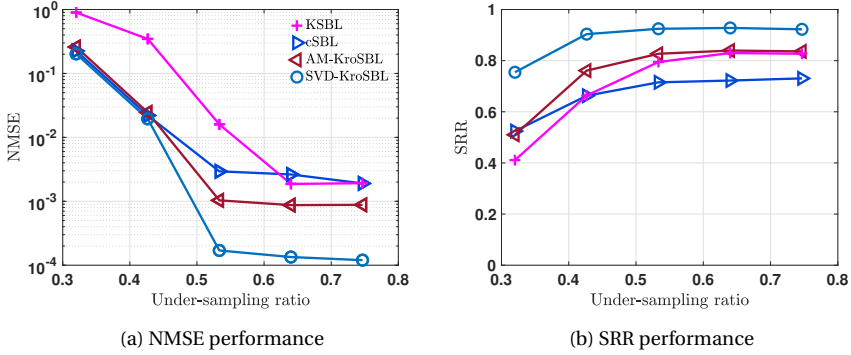 10^0
10^-1
10^-2
10^-3
10^-4
NMSE
0.3 0.4 0.5 0.6 0.7 0.8
Under-sampling ratio
KSBL
cSBL
AM-KroSBL
SVD-KroSBL
(a) NMSE performance
1
0.8
0.6
0.4
0.2
0
SRR
0.3 0.4 0.5 0.6 0.7 0.8
Under-sampling ratio
(b) SRR performance